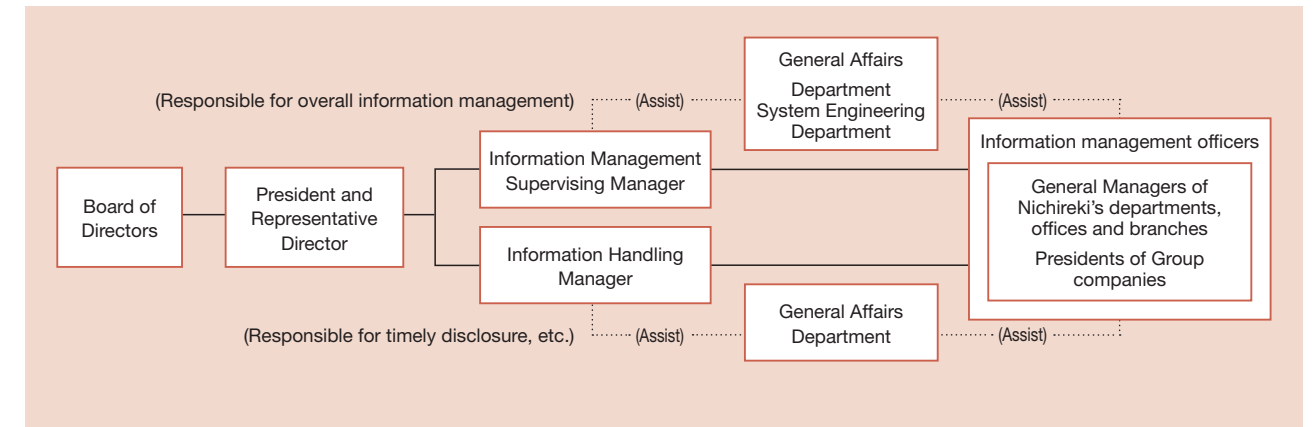 General Affairs
Department
System Engineering
Department
(Responsible for overall information management)
(Assist)
(Assist)
Information management officers
Information Management
Supervising Manager
Board of
Directors
President and
Representative
Director
General Managers of
Nichireki’s departments,
offices and branches
Presidents of Group
companies
Information Handling
Manager
General Affairs
Department
(Responsible for timely disclosure, etc.)
(Assist)
(Assist)